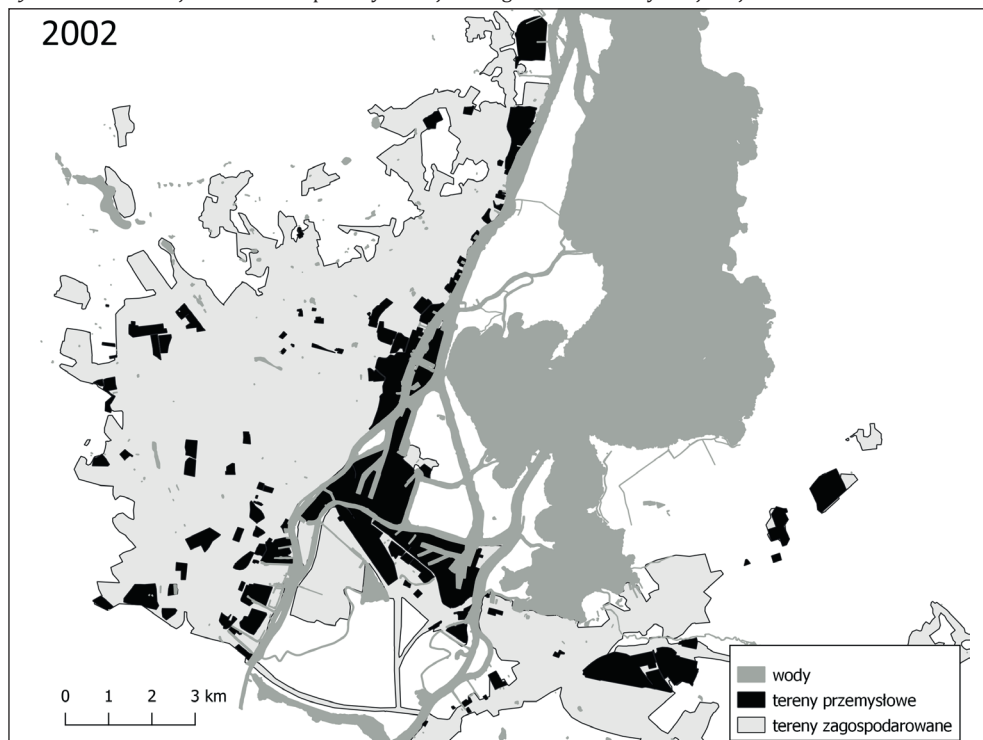 2002
0 1 2 3 km
wody
tereny przemysłowe
tereny zagospodarowane